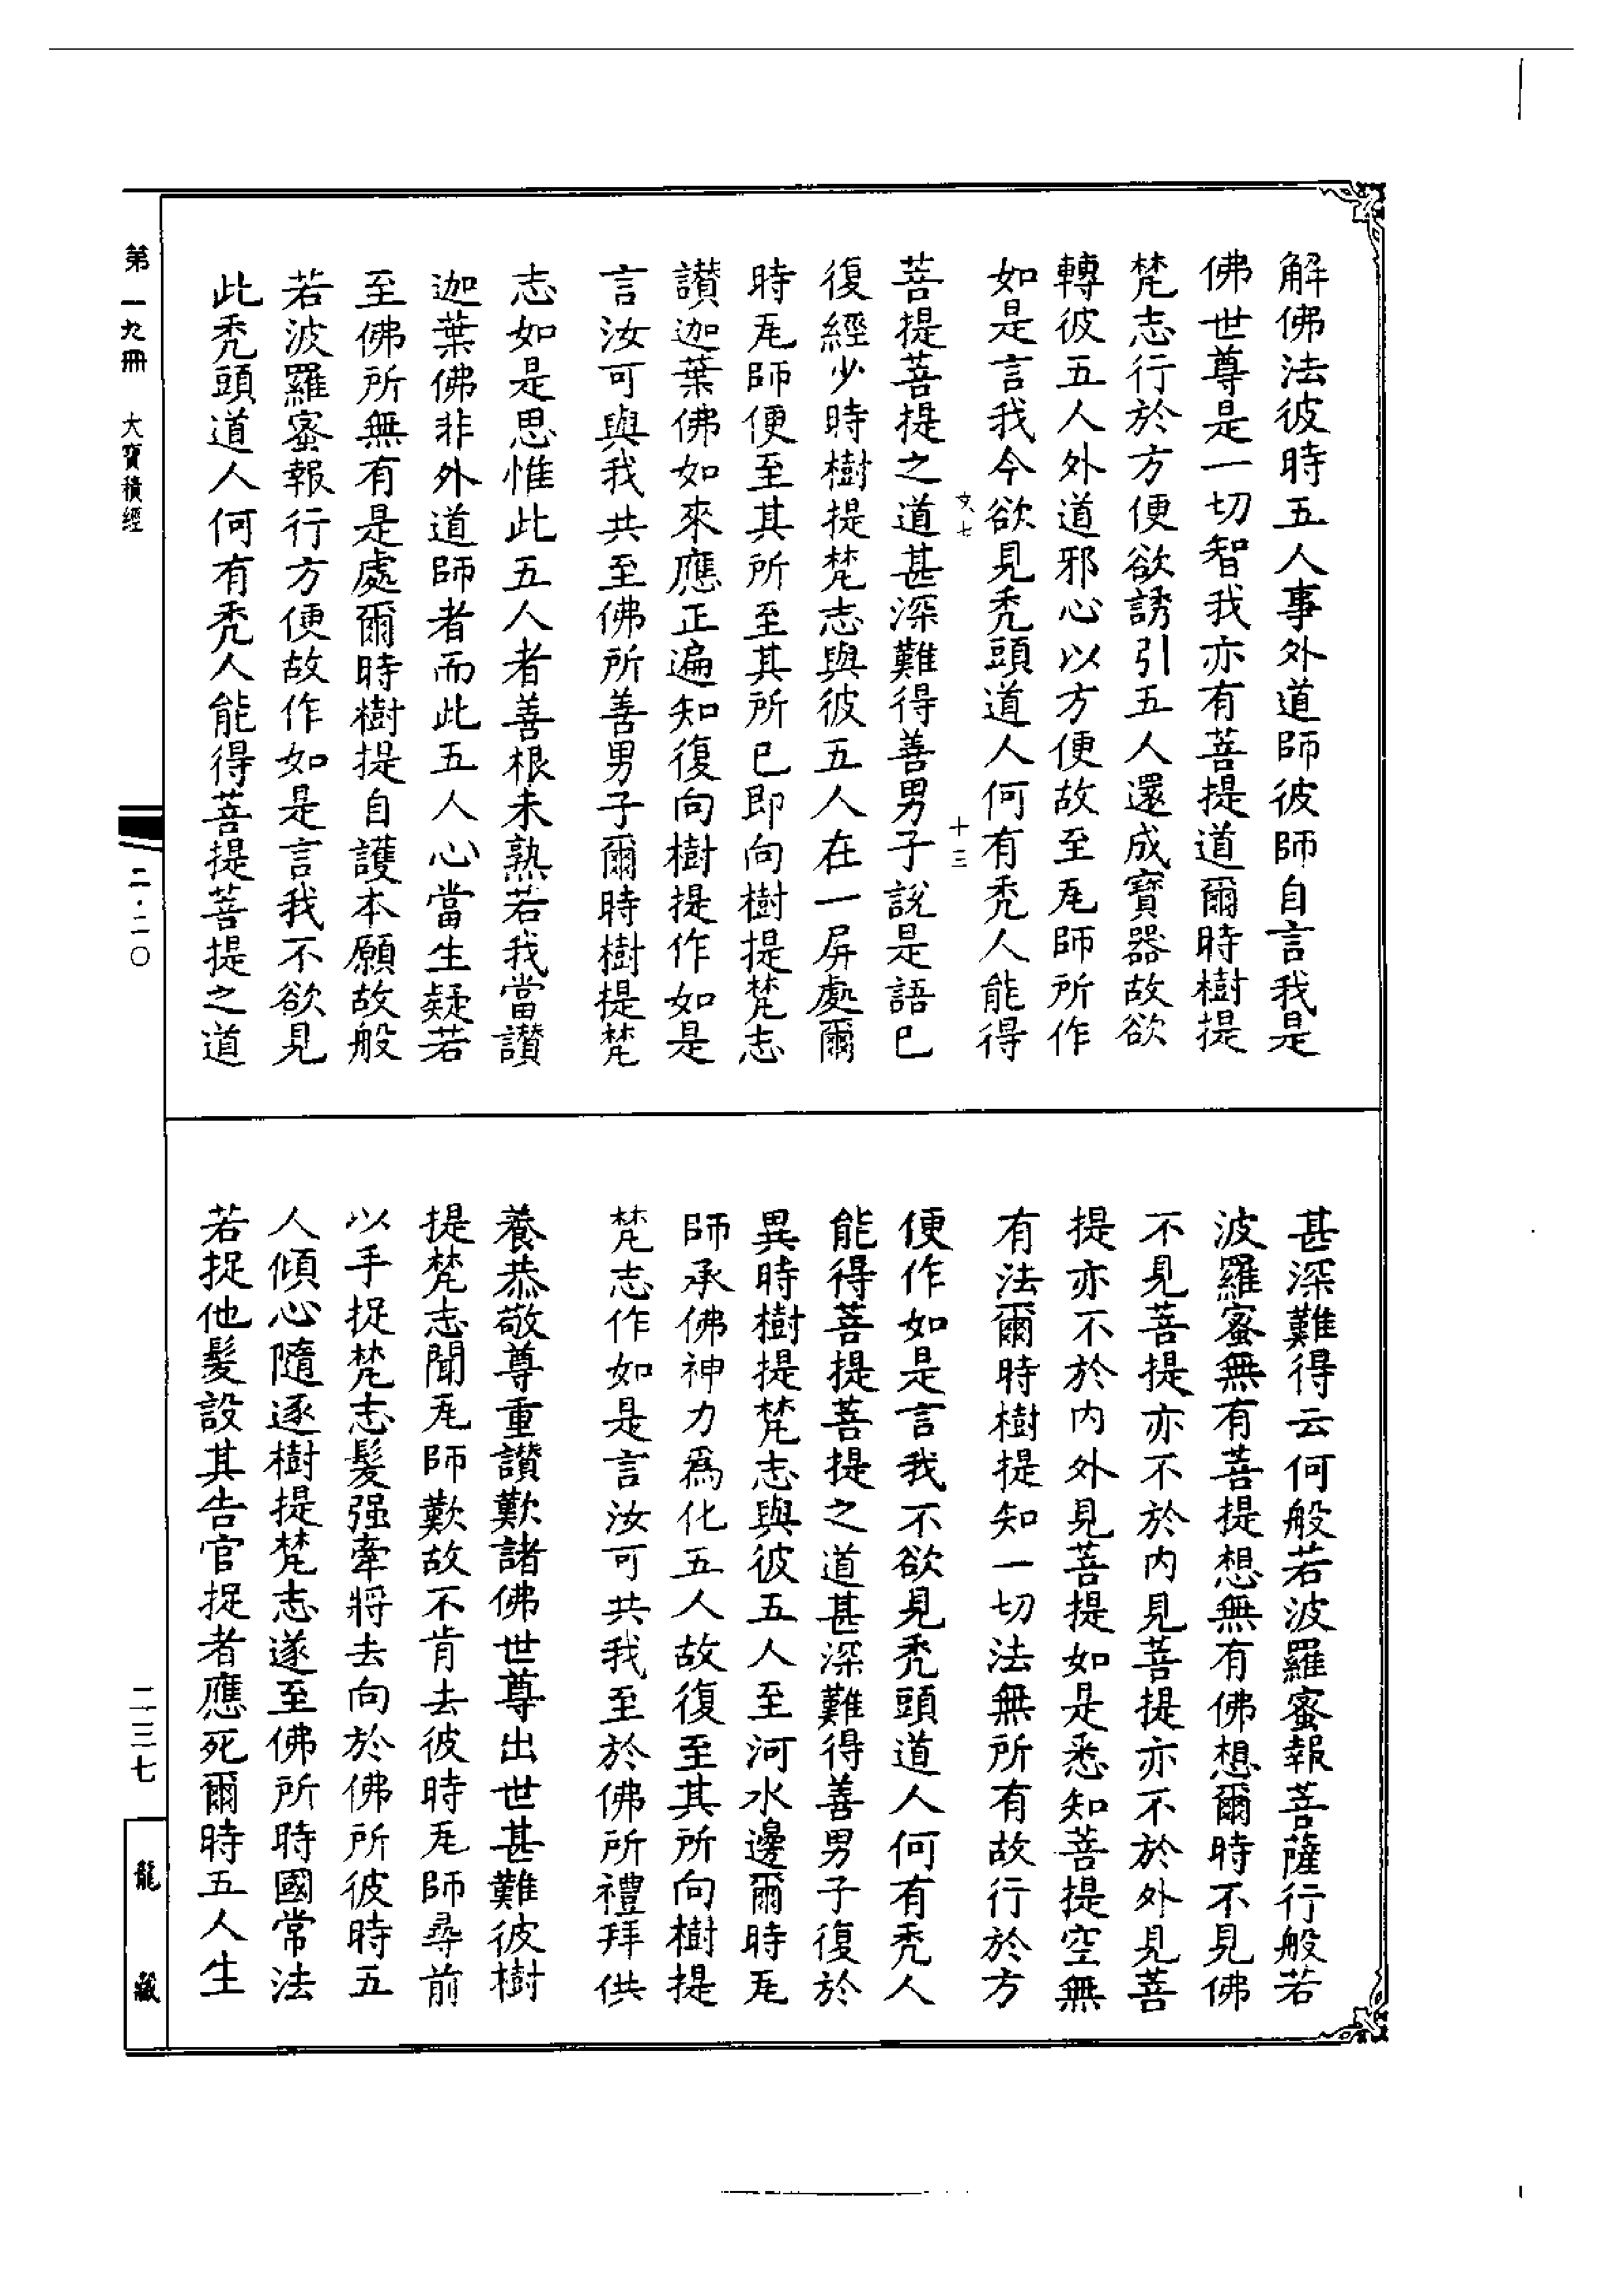 解佛法彼時五人事外道師彼師自言我是
佛世尊是一切智我亦有菩提道爾時樹提
梵志行於方便欲誘引五人還成寶器故欲
轉彼五人外道邪心以方便故至瓦師所作
如是言我今欲見禿頭道人何有禿人能得
文七 十三
菩提菩提之道甚深難得善男子說是語已
復經少時樹提梵志與彼五人在一屏處爾
時瓦師便至其所至其所已即向樹提梵志
讃迦葉佛如來應正遍知復向樹提作如是
言汝可與我共至佛所善男子爾時樹提梵
志如是思惟此五人者善根未熟若我當讃
迦葉佛非外道師者而此五人心當生疑若
至佛所無有是處爾時樹提自護本願故般
若波羅蜜報行方便故作如是言我不欲見
此禿頭道人何有禿人能得菩提菩提之道
甚深難得云何般若波羅蜜報菩薩行般若
波羅蜜無有菩提想無有佛想爾時不見佛
不見菩提亦不於内見菩提亦不於外見菩
提亦不於内外見菩提如是悉知菩提空無
有法爾時樹提知一切法無所有故行於方
便作如是言我不欲見禿頭道人何有禿人
能得菩提菩提之道甚深難得善男子復於
異時樹提梵志與彼五人至河水邊爾時瓦
師承佛神力爲化五人故復至其所向樹提
梵志作如是言汝可共我至於佛所禮拜供
養恭敬尊重讃歎諸佛世尊出世甚難彼樹
提梵志聞瓦師歎故不肯去彼時瓦師尋前
以手捉梵志髮强牽將去向於佛所彼時五
人傾心隨逐樹提梵志遂至佛所時國常法
若捉他髮設其告官捉者應死爾時五人生
第一九冊 大寶積經
二·二〇
二三七
龍藏